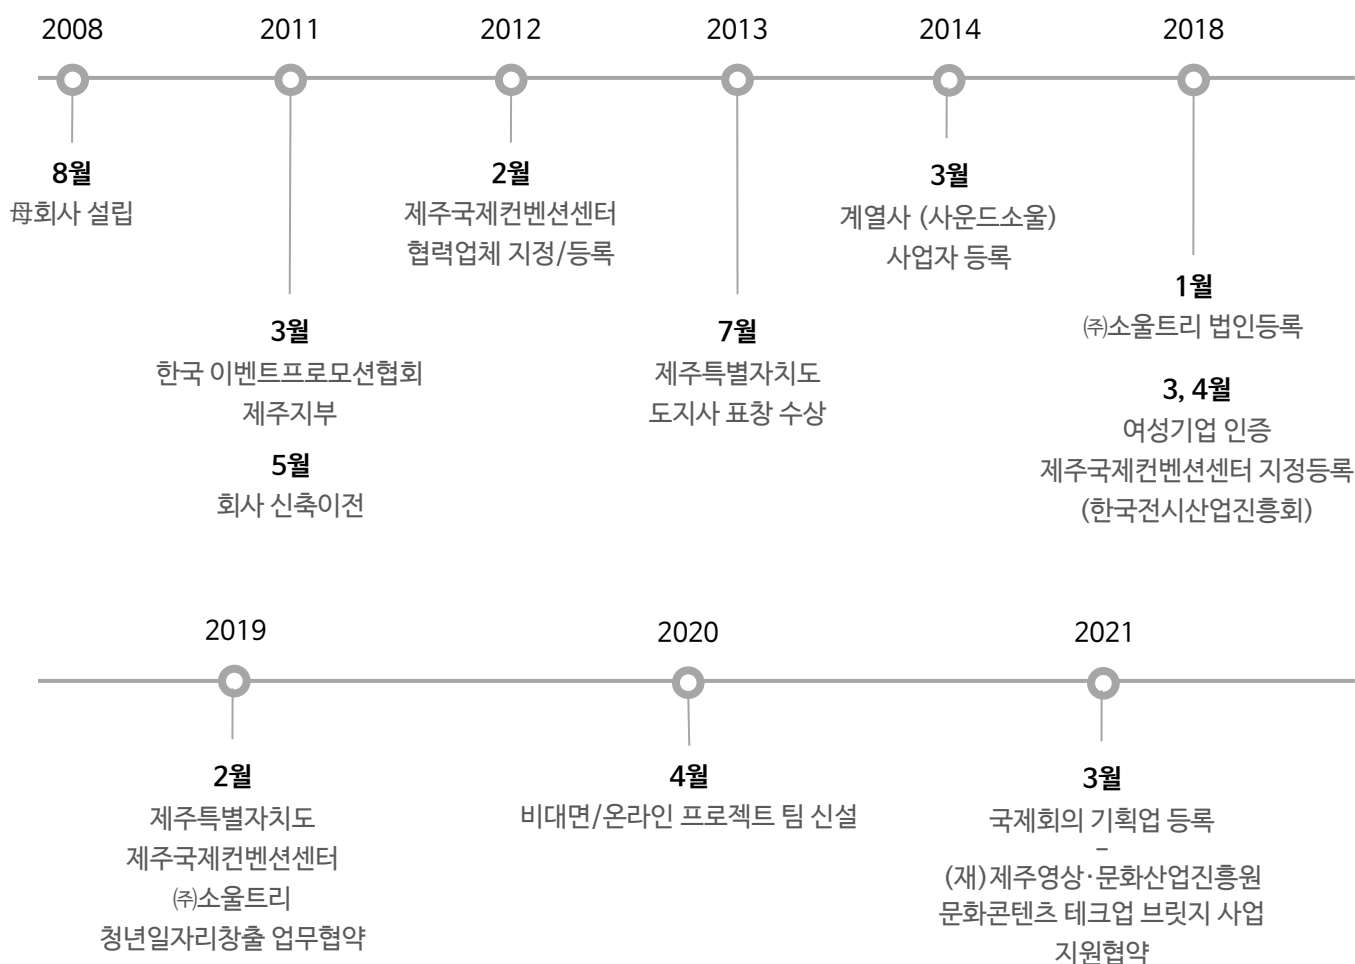 2008
8월
母회사 설립
2011
3월
한국 이벤트프로모션협회
제주지부
5월
회사 신축이전
2012
2월
제주국제컨벤션센터
협력업체 지정/등록
2013
7월
제주특별자치도
도지사 표창 수상
2014
3월
계열사 (사운드소울)
사업자 등록
2018
1월
㈜소울트리 법인등록
3, 4월
여성기업 인증
제주국제컨벤션센터 지정등록
(한국전시산업진흥회)
2019
2월
제주특별자치도
제주국제컨벤션센터
㈜소울트리
청년일자리창출 업무협약
2020
4월
비대면/온라인 프로젝트 팀 신설
2021
3월
국제회의 기획업 등록
–
(재)제주영상·문화산업진흥원
문화콘텐츠 테크업 브릿지 사업
지원협약